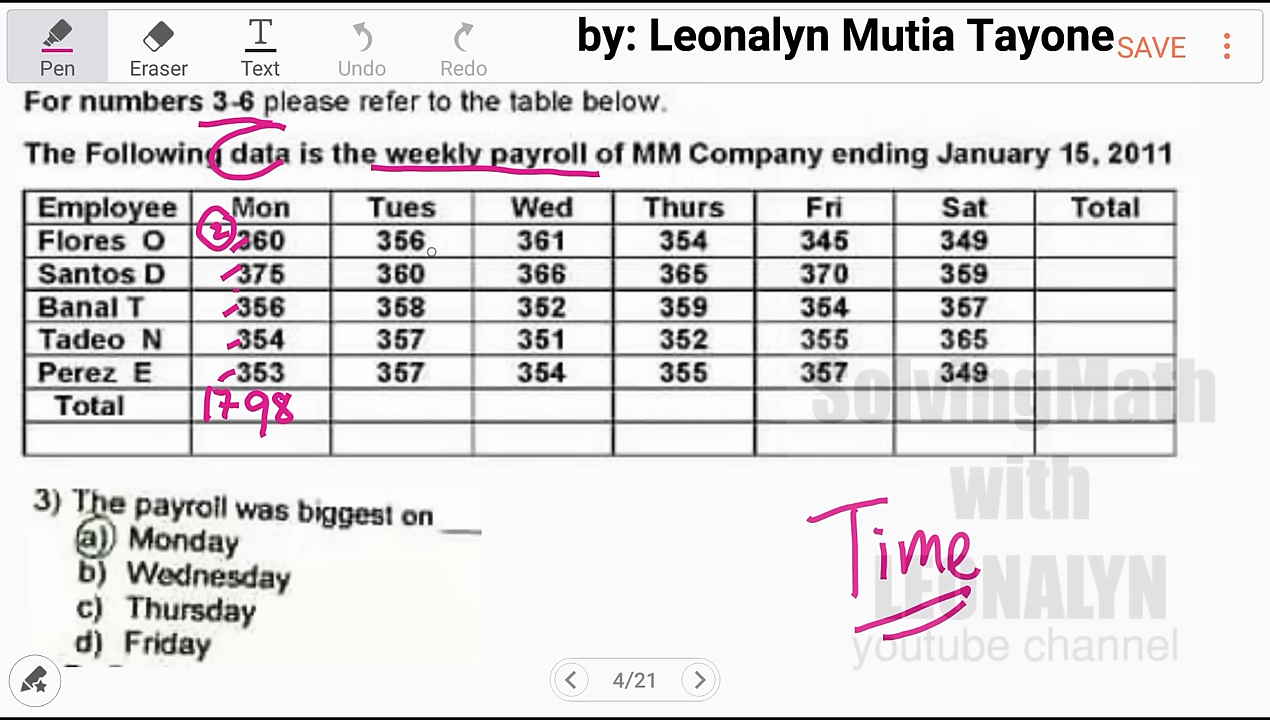 by: Leonalyn Mutia Tayone
Pen Eraser Text Undo Redo SAVE
For numbers 3-6 please refer to the table below.
The Following data is the weekly payroll of MM Company ending January 15, 2011
Employee Mon Tues Wed Thurs Fri Sat Total
Flores O 2 360 356 361 354 345 349
Santos D 375 360 366 365 370 359
Banal T 356 358 352 359 354 357
Tadeo N 354 357 351 352 355 365
Perez E 353 357 354 355 357 349
Total 1798
SolvingMath
with
LEONALYN
youtube channel
3) The payroll was biggest on ___
a) Monday
b) Wednesday
c) Thursday
d) Friday
Time
4/21